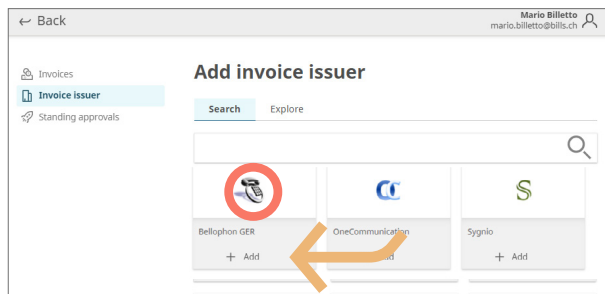 Back
Mario Billetto
mario.billetto@bills.ch
Invoices
Invoice issuer
Standing approvals
Add invoice issuer
Search Explore
Bellophon GER OneCommunication Sygnio
+ Add
+ Add